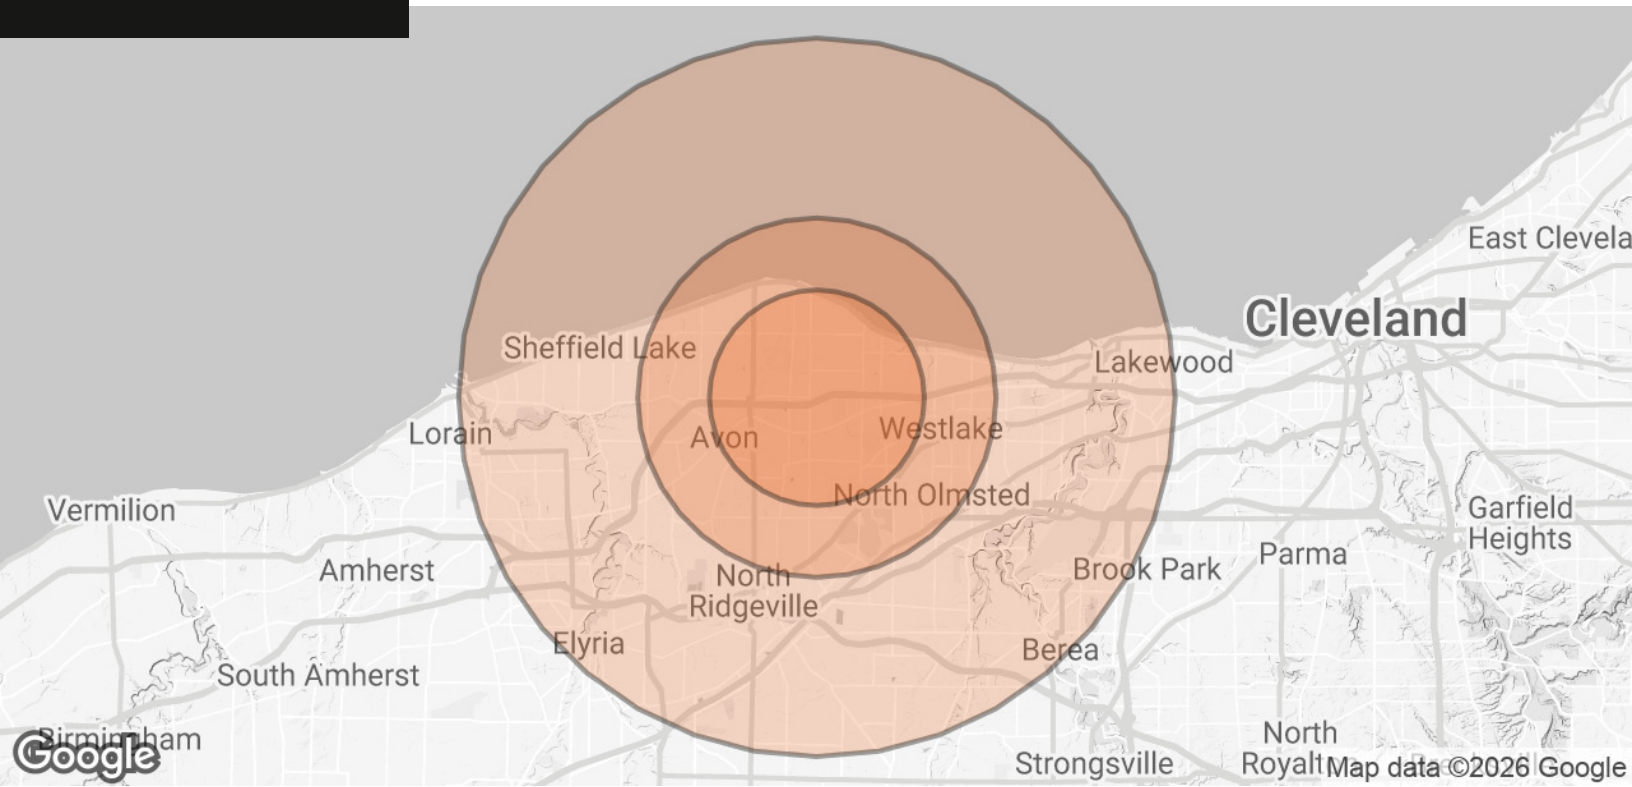 East Clevela
Cleveland
Sheffield Lake
Lakewood
Lorain
Avon
Westlake
North Olmsted
Vermilion
Garfield
Heights
Amherst
North
Ridgeville
Brook Park
Parma
Elyria
Berea
South Amherst
Birmingham
Google
Strongsville
North
Royalt
Map data ©2026 Google